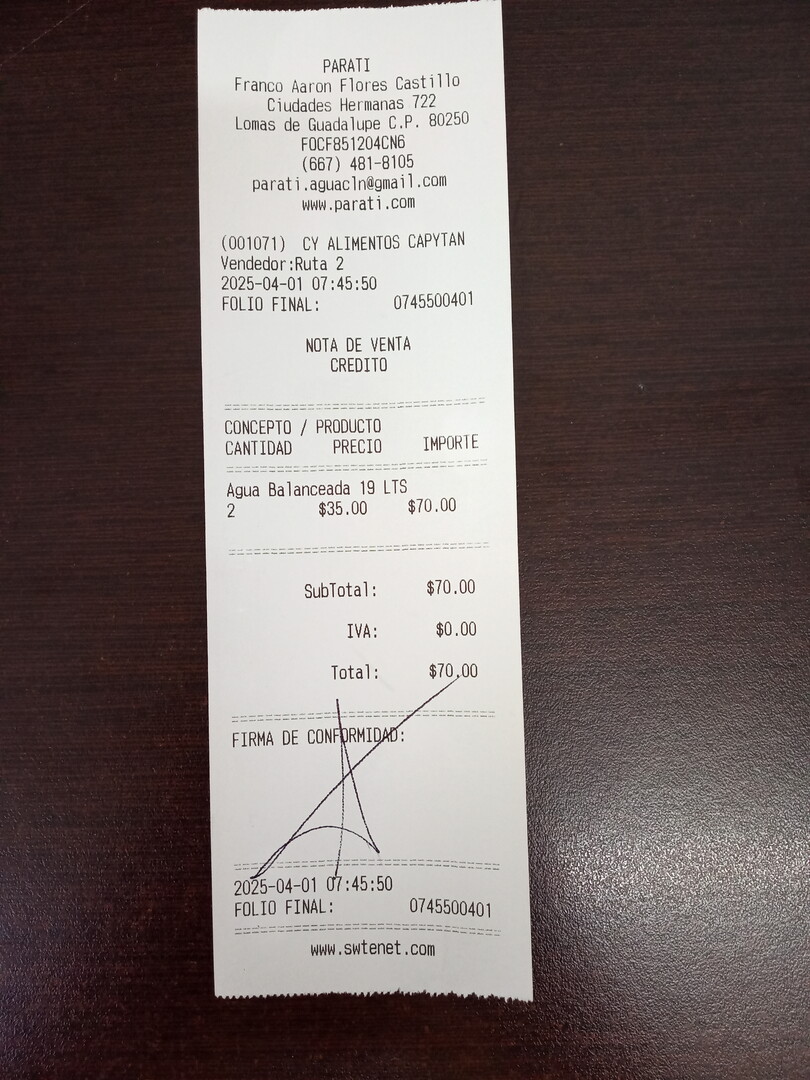 PARATI
Franco Aaron Flores Castillo
Ciudades Hermanas 722
Lomas de Guadalupe C.P. 80250
FOCF851204CN6
(667) 481-8105
parati.aguacln@gmail.com
www.parati.com
(001071) CY ALIMENTOS CAPYTAN
Vendedor:Ruta 2
2025-04-01 07:45:50
FOLIO FINAL: 0745500401
NOTA DE VENTA
CREDITO
CONCEPTO / PRODUCTO
CANTIDAD PRECIO IMPORTE
Agua Balanceada 19 LTS
2 $35.00 $70.00
SubTotal: $70.00
IVA: $0.00
Total: $70.00
FIRMA DE CONFORMIDAD:
2025-04-01 07:45:50
FOLIO FINAL: 0745500401
www.swtenet.com